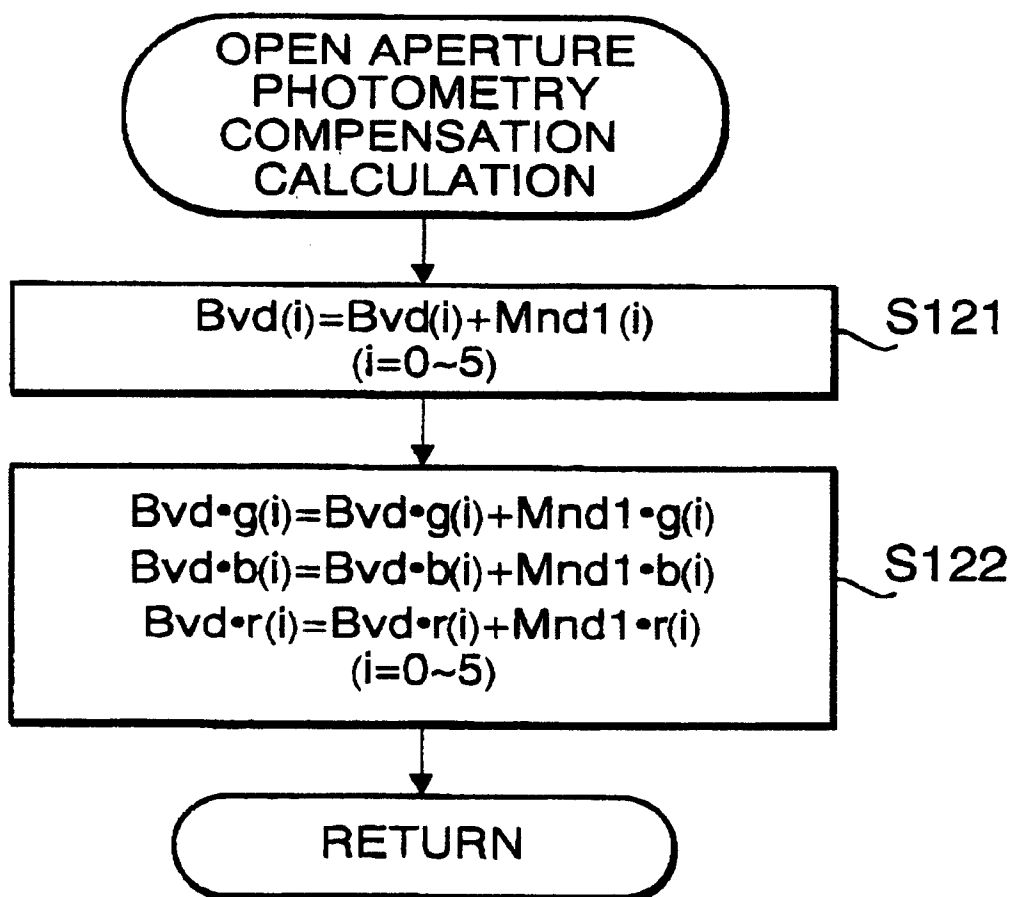 OPEN APERTURE
PHOTOMETRY
COMPENSATION
CALCULATION
Bvd(i)=Bvd(i)+Mnd1(i)
(i=0~5)
S121
Bvd•g(i)=Bvd•g(i)+Mnd1•g(i)
Bvd•b(i)=Bvd•b(i)+Mnd1•b(i)
Bvd•r(i)=Bvd•r(i)+Mnd1•r(i)
(i=0~5)
S122
RETURN